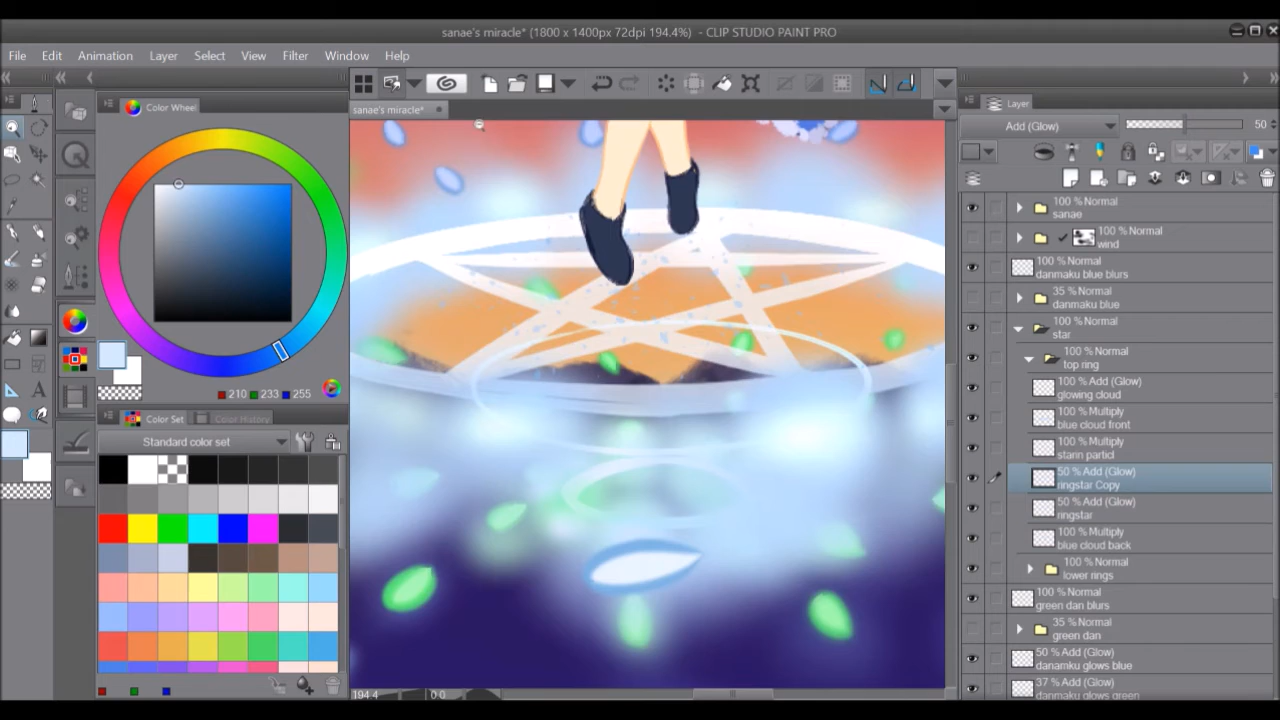 sanae's miracle* (1800 x 1400px 72dpi 194.4%) - CLIP STUDIO PAINT PRO
File Edit Animation Layer Select View Filter Window Help
Color Wheel
sanae's miracle*
Layer
Add (Glow) 50
100 % Normal
sanae
100 % Normal
wind
100 % Normal
danmaku blue blurs
35 % Normal
danmaku blue
100 % Normal
star
100 % Normal
top ring
100 % Add (Glow)
glowing cloud
100 % Multiply
blue cloud front
100 % Multiply
starin particl
50 % Add (Glow)
ringstar Copy
50 % Add (Glow)
ringstar
100 % Multiply
blue cloud back
100 % Normal
lower rings
100 % Normal
green dan blurs
35 % Normal
green dan
50 % Add (Glow)
danamku glows blue
37 % Add (Glow)
danmaku glows green
210 233 255
Color Set Color History
Standard color set
194.4 0.0